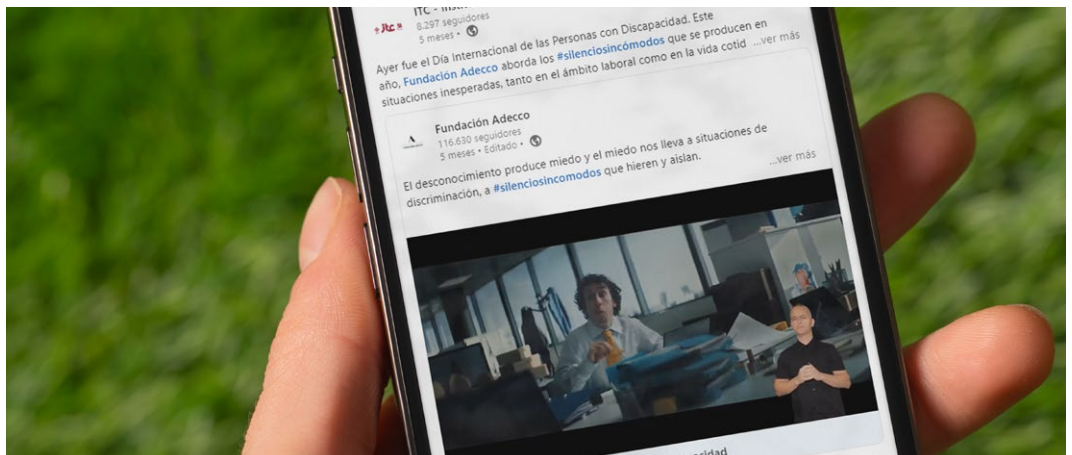 ITC -
8.297 seguidores
5 meses •
Ayer fue el Día Internacional de las Personas con Discapacidad. Este
año, Fundación Adecco aborda los #silenciosincómodos que se producen en
situaciones inesperadas, tanto en el ámbito laboral como en la vida cotid ...ver más
Fundación Adecco
116.630 seguidores
5 meses • Editado •
El desconocimiento produce miedo y el miedo nos lleva a situaciones de
discriminación, a #silenciosincomodos que hieren y aislan. ...ver más